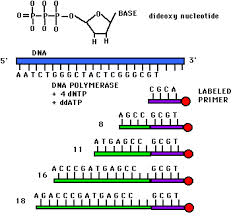 P-P-P-O
BASE
dideoxy nucleotide
H H
5' DNA 3'
AATCTGGGCTACTCGGGCGT
DNA POLYMERASE
+ 4 dNTP
+ ddATP
CGCA
LABELED
PRIMER
8 AGCC GCGT
11 ATGAGCC GCGT
16 ACCCGATGAGCC GCGT
18 AGACCCGATGAGCC GCGT